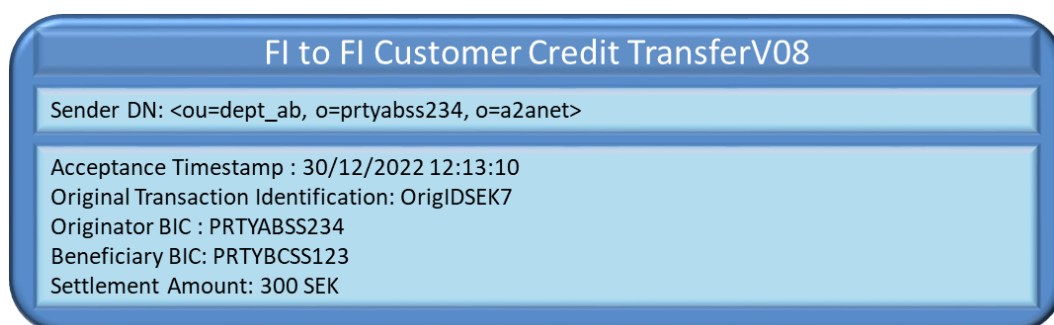 FI to FI Customer Credit TransferV08
Sender DN: <ou=dept_ab, o=prtyabss234, o=a2anet>
Acceptance Timestamp : 30/12/2022 12:13:10
Original Transaction Identification: OrigIDSEK7
Originator BIC : PRTYABSS234
Beneficiary BIC: PRTYBCSS123
Settlement Amount: 300 SEK